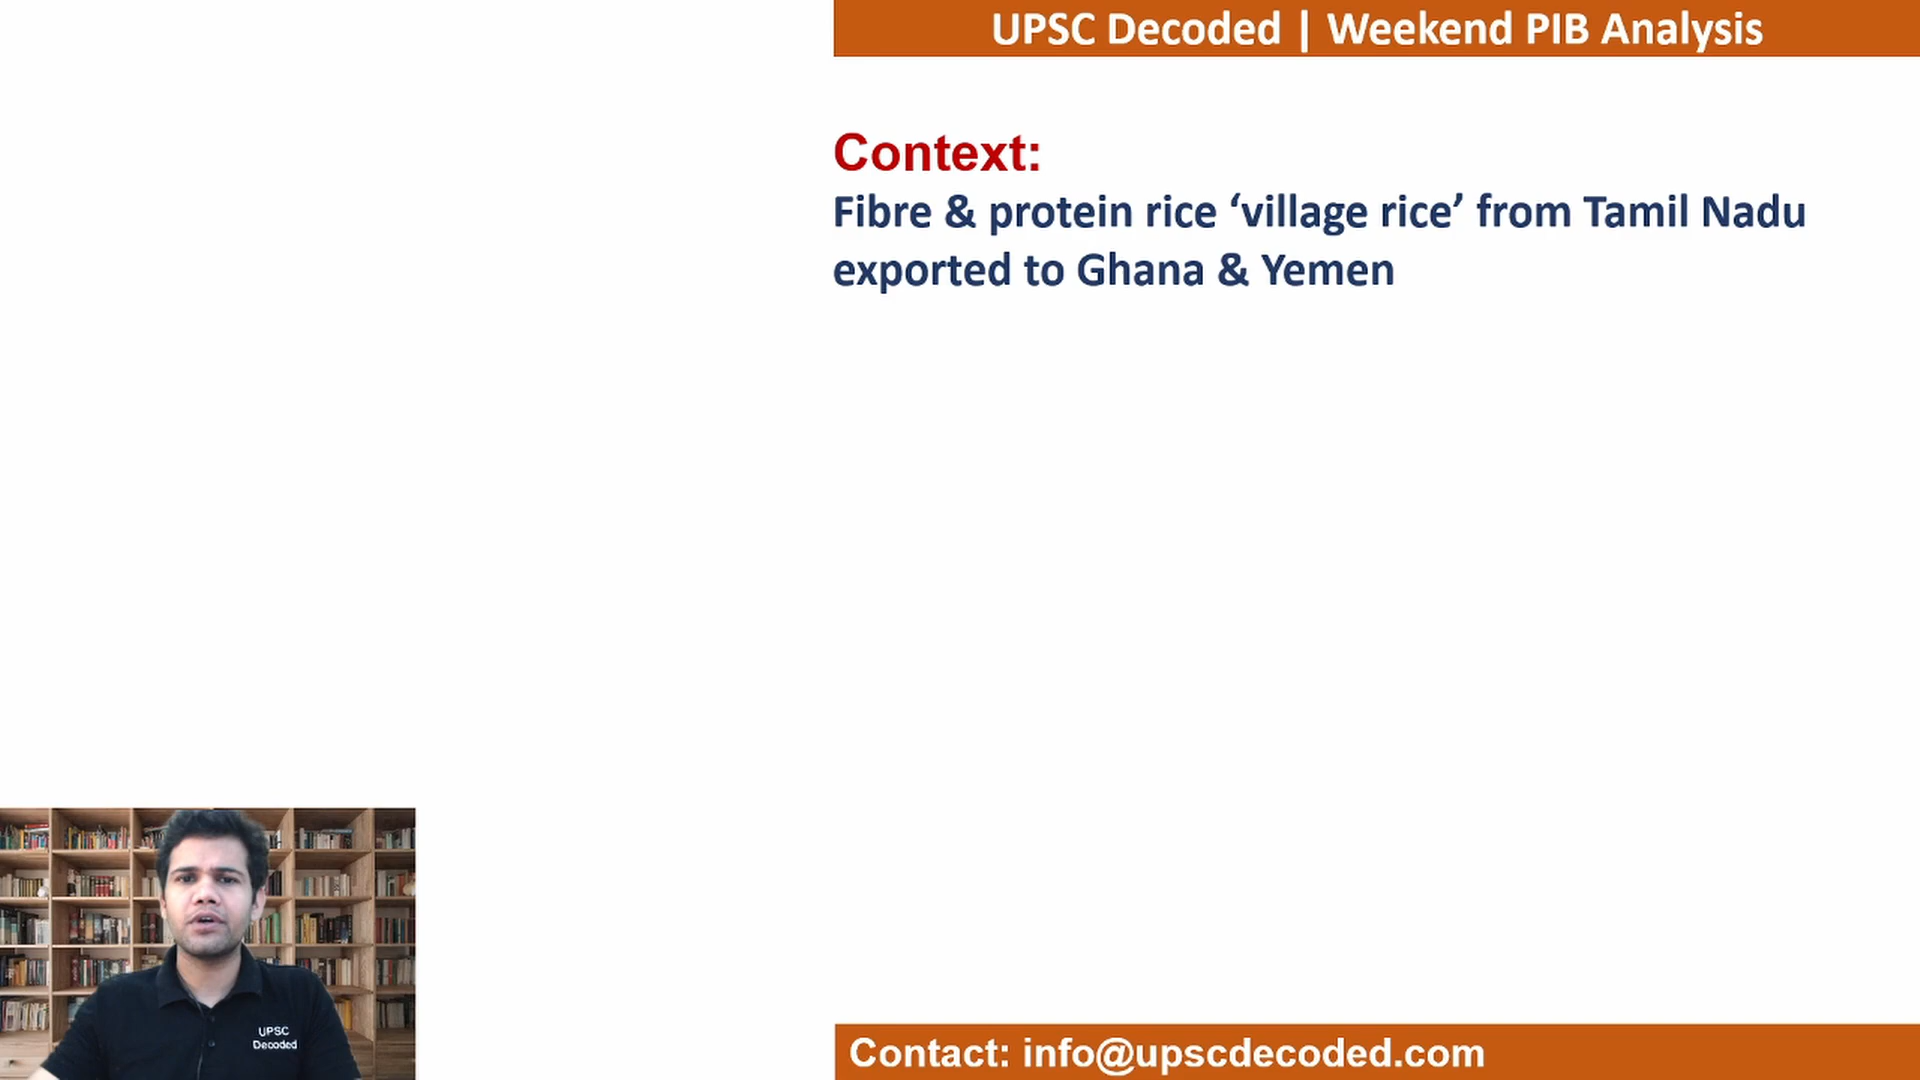 UPSC Decoded | Weekend PIB Analysis
Context:
Fibre & protein rice ‘village rice’ from Tamil Nadu
exported to Ghana & Yemen
UPSC
Decoded
Contact: info@upscdecoded.com